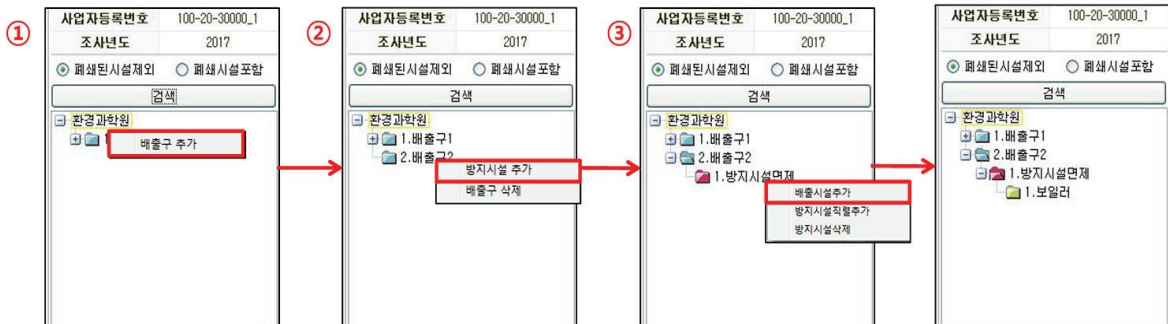 ①
사업자등록번호 100-20-30000_1
조사년도 2017
폐쇄된시설제외 폐쇄시설포함
검색
환경과학원
1
배출구 추가
②
사업자등록번호 100-20-30000_1
조사년도 2017
폐쇄된시설제외 폐쇄시설포함
검색
환경과학원
1.배출구1
2.배출구2
방지시설 추가
배출구 삭제
③
사업자등록번호 100-20-30000_1
조사년도 2017
폐쇄된시설제외 폐쇄시설포함
검색
환경과학원
1.배출구1
2.배출구2
1.방지시설면제
배출시설추가
방지시설직렬추가
방지시설삭제
사업자등록번호 100-20-30000_1
조사년도 2017
폐쇄된시설제외 폐쇄시설포함
검색
환경과학원
1.배출구1
2.배출구2
1.방지시설면제
1.보일러